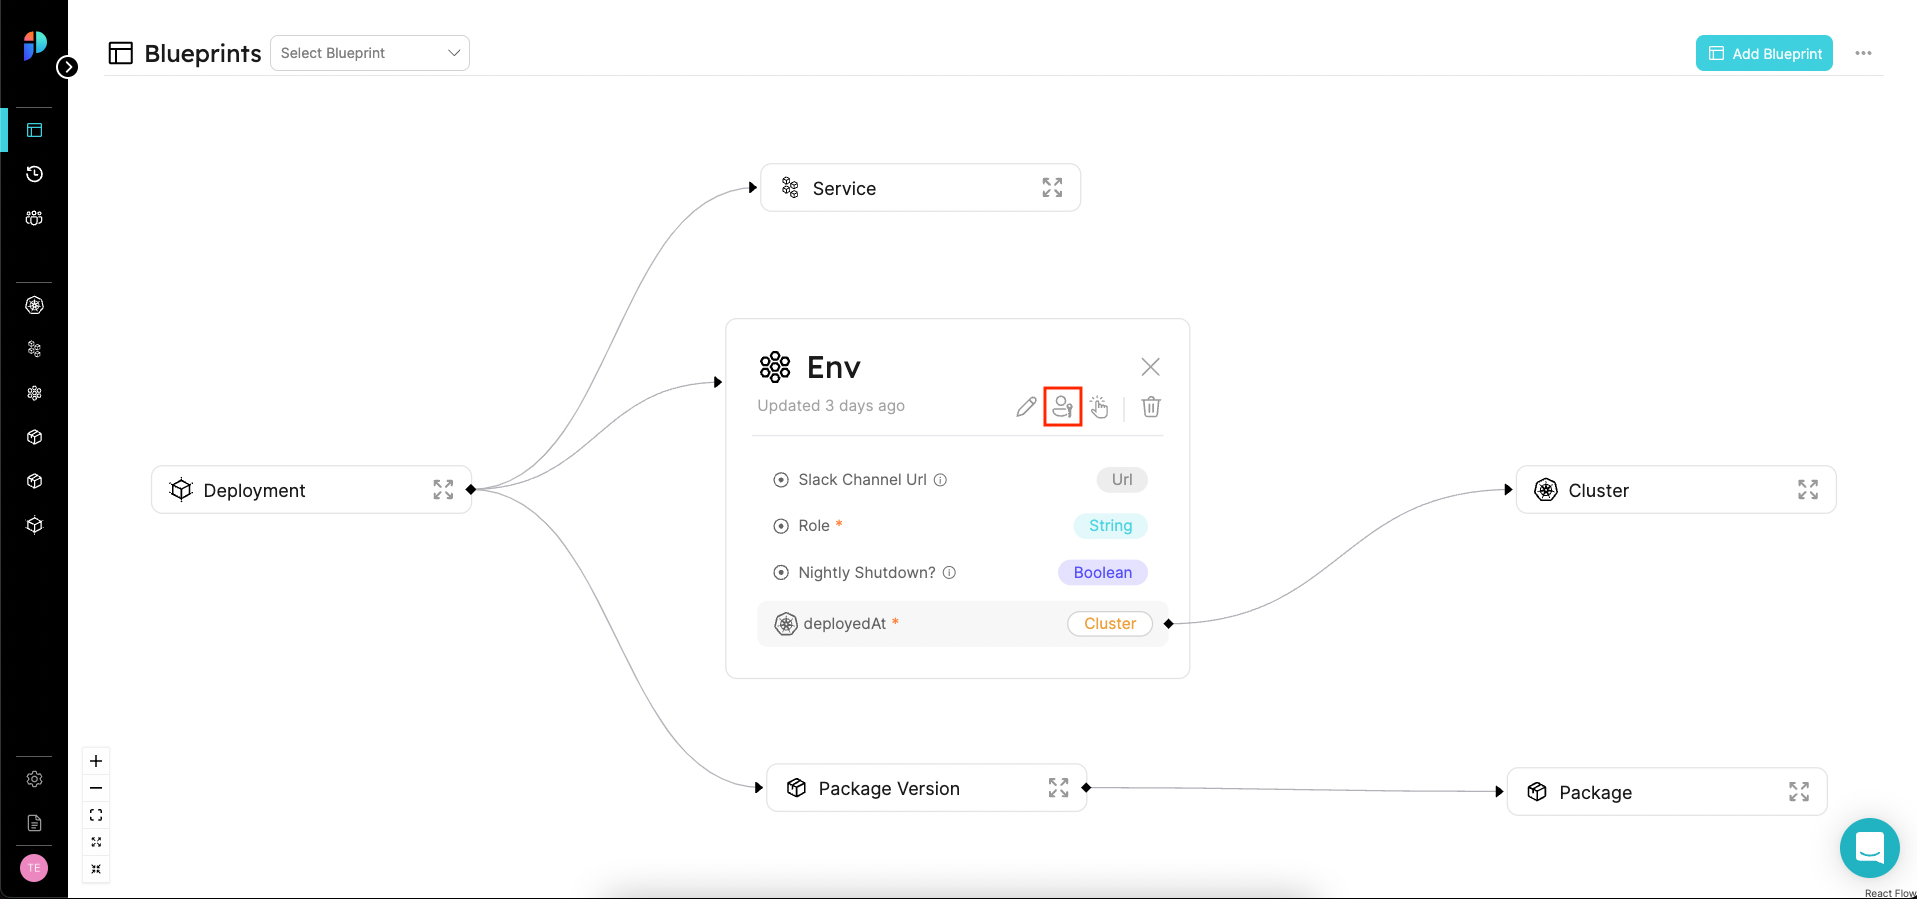 Blueprints
Select Blueprint
Add Blueprint
Service
Env
Updated 3 days ago
Slack Channel Url
Url
Role *
String
Nightly Shutdown?
Boolean
deployedAt *
Cluster
Deployment
Cluster
Package Version
Package
TE
React Flow